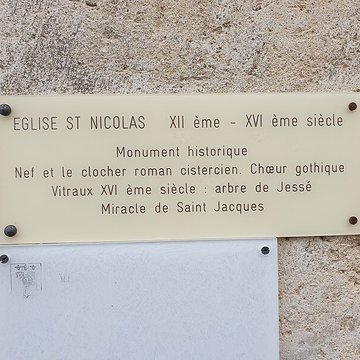 EGLISE ST NICOLAS XII ème - XVI ème siècle
Monument historique
Nef et le clocher roman cistercien. Chœur gothique
Vitraux XVI ème siècle : arbre de Jessé
Miracle de Saint Jacques